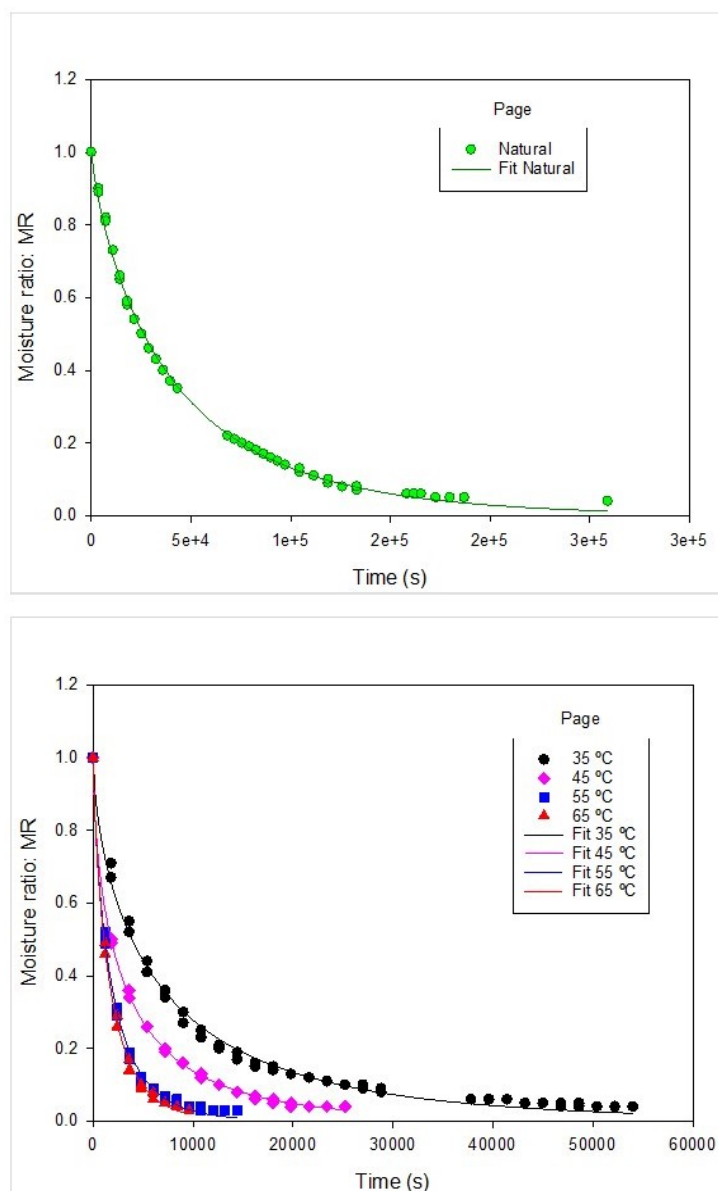 1.2
Page
Natural
Fit Natural
1.0
0.8
0.6
0.4
0.2
0.0
Moisture ratio: MR
0 5e+4 1e+5 2e+5 2e+5 3e+5 3e+5
Time (s)
1.2
Page
35 ºC
45 ºC
55 ºC
65 ºC
Fit 35 ºC
Fit 45 ºC
Fit 55 ºC
Fit 65 ºC
1.0
0.8
0.6
0.4
0.2
0.0
Moisture ratio: MR
0 10000 20000 30000 40000 50000 60000
Time (s)